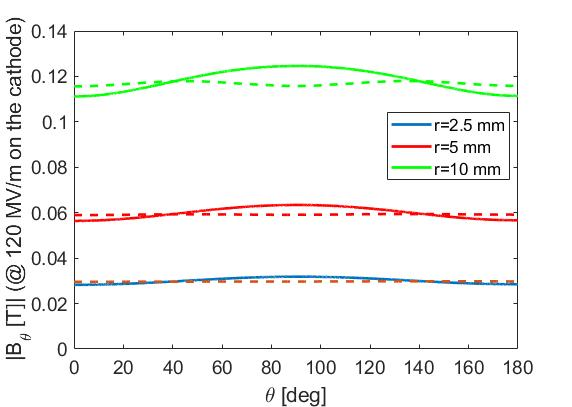 |B_θ [T]| (@ 120 MV/m on the cathode)
0.14
0.12
0.1
0.08
0.06
0.04
0.02
0
r=2.5 mm
r=5 mm
r=10 mm
0 20 40 60 80 100 120 140 160 180
θ [deg]